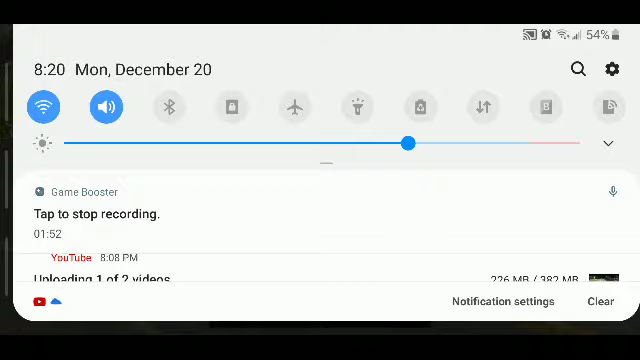 54%
8:20 Mon, December 20
Game Booster
Tap to stop recording.
01:52
YouTube 8:08 PM
Uploading 1 of 2 videos 226 MB / 382 MB
Notification settings Clear